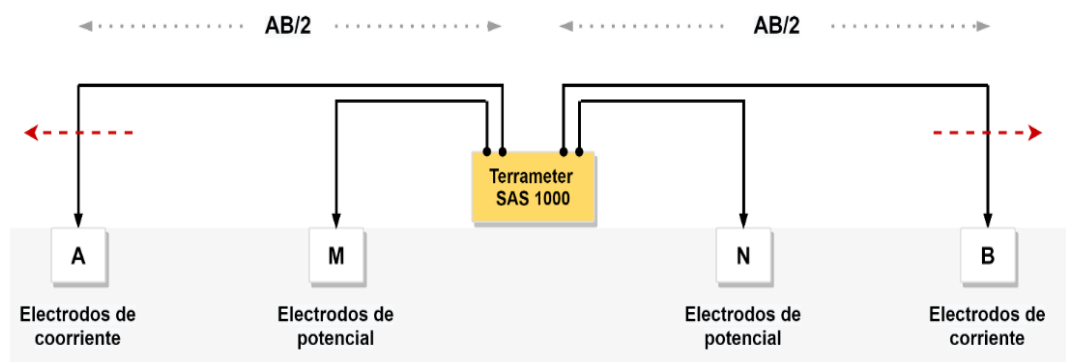 AB/2
AB/2
Terrameter
SAS 1000
A
M
N
B
Electrodos de
coorriente
Electrodos de
potencial
Electrodos de
potencial
Electrodos de
corriente